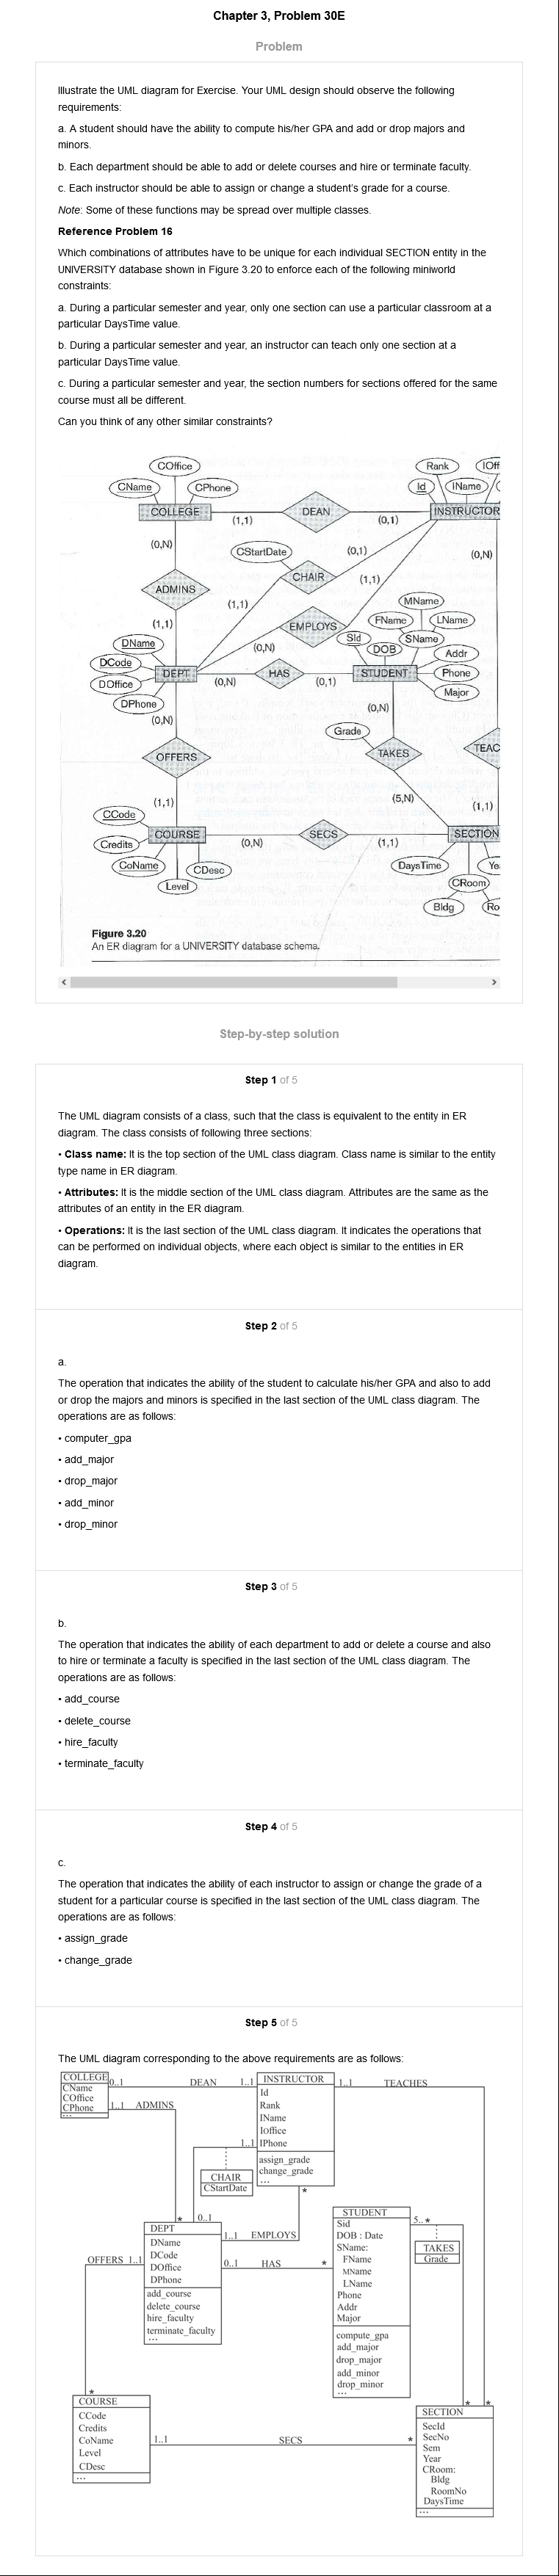 Chapter 3, Problem 30E
Problem
Illustrate the UML diagram for Exercise. Your UML design should observe the following
requirements:
a. A student should have the ability to compute his/her GPA and add or drop majors and
minors.
b. Each department should be able to add or delete courses and hire or terminate faculty.
c. Each instructor should be able to assign or change a student's grade for a course.
Note: Some of these functions may be spread over multiple classes.
Reference Problem 16
Which combinations of attributes have to be unique for each individual SECTION entity in the
UNIVERSITY database shown in Figure 3.20 to enforce each of the following miniworld
constraints:
a. During a particular semester and year, only one section can use a particular classroom at a
particular DaysTime value.
b. During a particular semester and year, an instructor can teach only one section at a
particular DaysTime value.
c. During a particular semester and year, the section numbers for sections offered for the same
course must all be different.
Can you think of any other similar constraints?
COffice
Rank
IOff
CName
CPhone
Id
IName
COLLEGE
(1,1)
DEAN
(0,1)
INSTRUCTOR
(0,N)
CStartDate
(0,1)
(0,N)
CHAIR
(1,1)
ADMINS
(1,1)
MName
(1,1)
EMPLOYS
FName
LName
DName
(0,N)
SId
DOB
SName
DCode
Addr
DEPT
(0,N)
HAS
(0,1)
STUDENT
Phone
DOffice
Major
DPhone
(0,N)
(0,N)
Grade
OFFERS
TAKES
TEAC
(1,1)
(5,N)
(1,1)
CCode
COURSE
(0,N)
SECS
(1,1)
SECTION
Credits
CoName
CDesc
DaysTime
Ye
Level
CRoom
Bldg
Ro
Figure 3.20
An ER diagram for a UNIVERSITY database schema.
Step-by-step solution
Step 1 of 5
The UML diagram consists of a class, such that the class is equivalent to the entity in ER
diagram. The class consists of following three sections:
• Class name: It is the top section of the UML class diagram. Class name is similar to the entity
type name in ER diagram.
• Attributes: It is the middle section of the UML class diagram. Attributes are the same as the
attributes of an entity in the ER diagram.
• Operations: It is the last section of the UML class diagram. It indicates the operations that
can be performed on individual objects, where each object is similar to the entities in ER
diagram.
Step 2 of 5
a.
The operation that indicates the ability of the student to calculate his/her GPA and also to add
or drop the majors and minors is specified in the last section of the UML class diagram. The
operations are as follows:
• computer_gpa
• add_major
• drop_major
• add_minor
• drop_minor
Step 3 of 5
b.
The operation that indicates the ability of each department to add or delete a course and also
to hire or terminate a faculty is specified in the last section of the UML class diagram. The
operations are as follows:
• add_course
• delete_course
• hire_faculty
• terminate_faculty
Step 4 of 5
c.
The operation that indicates the ability of each instructor to assign or change the grade of a
student for a particular course is specified in the last section of the UML class diagram. The
operations are as follows:
• assign_grade
• change_grade
Step 5 of 5
The UML diagram corresponding to the above requirements are as follows:
COLLEGE
CName
COffice
CPhone
...
0..1
DEAN
1..1
1..1
ADMINS
INSTRUCTOR
Id
Rank
IName
IOffice
IPhone
assign_grade
change_grade
...
1..1
TEACHES
1..1
CHAIR
CStartDate
*
0..1
*
DEPT
DName
DCode
DOffice
DPhone
add_course
delete_course
hire_faculty
terminate_faculty
...
1..1
EMPLOYS
0..1
HAS
*
OFFERS
1..1
STUDENT
Sid
DOB : Date
SName:
FName
MName
LName
Phone
Addr
Major
compute_gpa
add_major
drop_major
add_minor
drop_minor
...
5..*
TAKES
Grade
*
COURSE
CCode
Credits
CoName
Level
CDesc
...
1..1
SECS
*
*
*
SECTION
SecId
SecNo
Sem
Year
CRoom:
Bldg
RoomNo
DaysTime
...